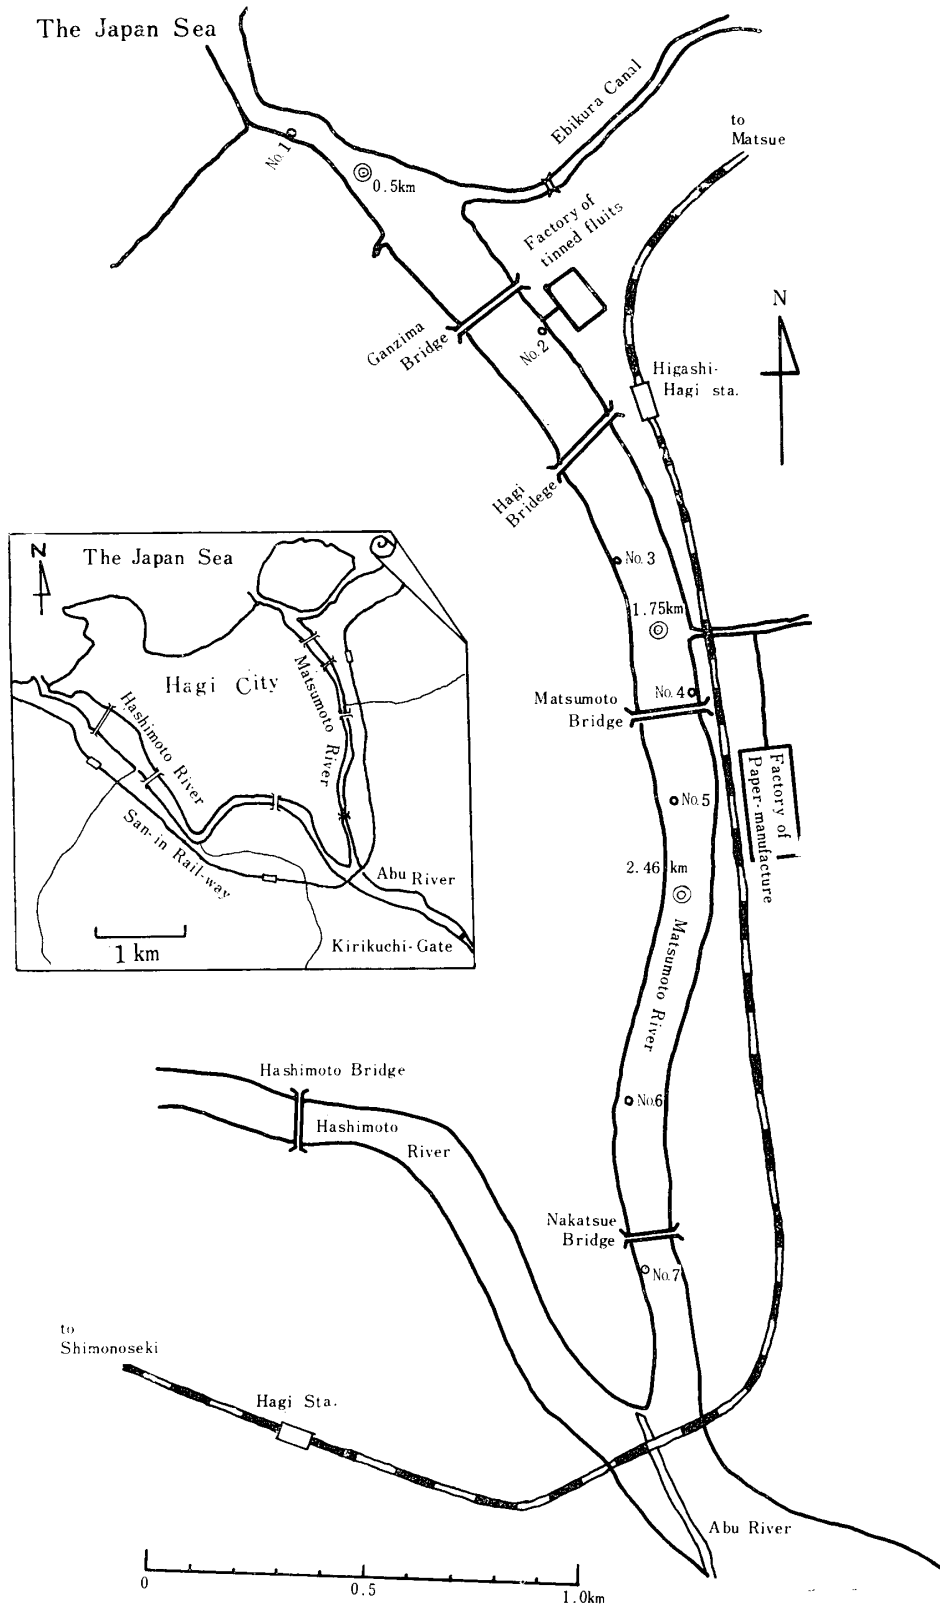 The Japan Sea
Ebikura Canal
to
Matsue
No.1
0.5km
Factory of
tinned fluits
N
Ganzima
Bridge
No.2
Higashi-
Hagi sta.
Hagi
Bridege
No.3
1.75km
No.4
Matsumoto
Bridge
Factory of
Paper-manufacture
No.5
2.46 km
Matsumoto River
No.6
Hashimoto Bridge
Hashimoto
River
Nakatsue
Bridge
No.7
to
Shimonoseki
Hagi Sta.
Abu River
0
0.5
1.0km
N
The Japan Sea
Hagi City
Matsumoto River
Hashimoto River
San-in Rail-way
Abu River
1 km
Kirikuchi-Gate